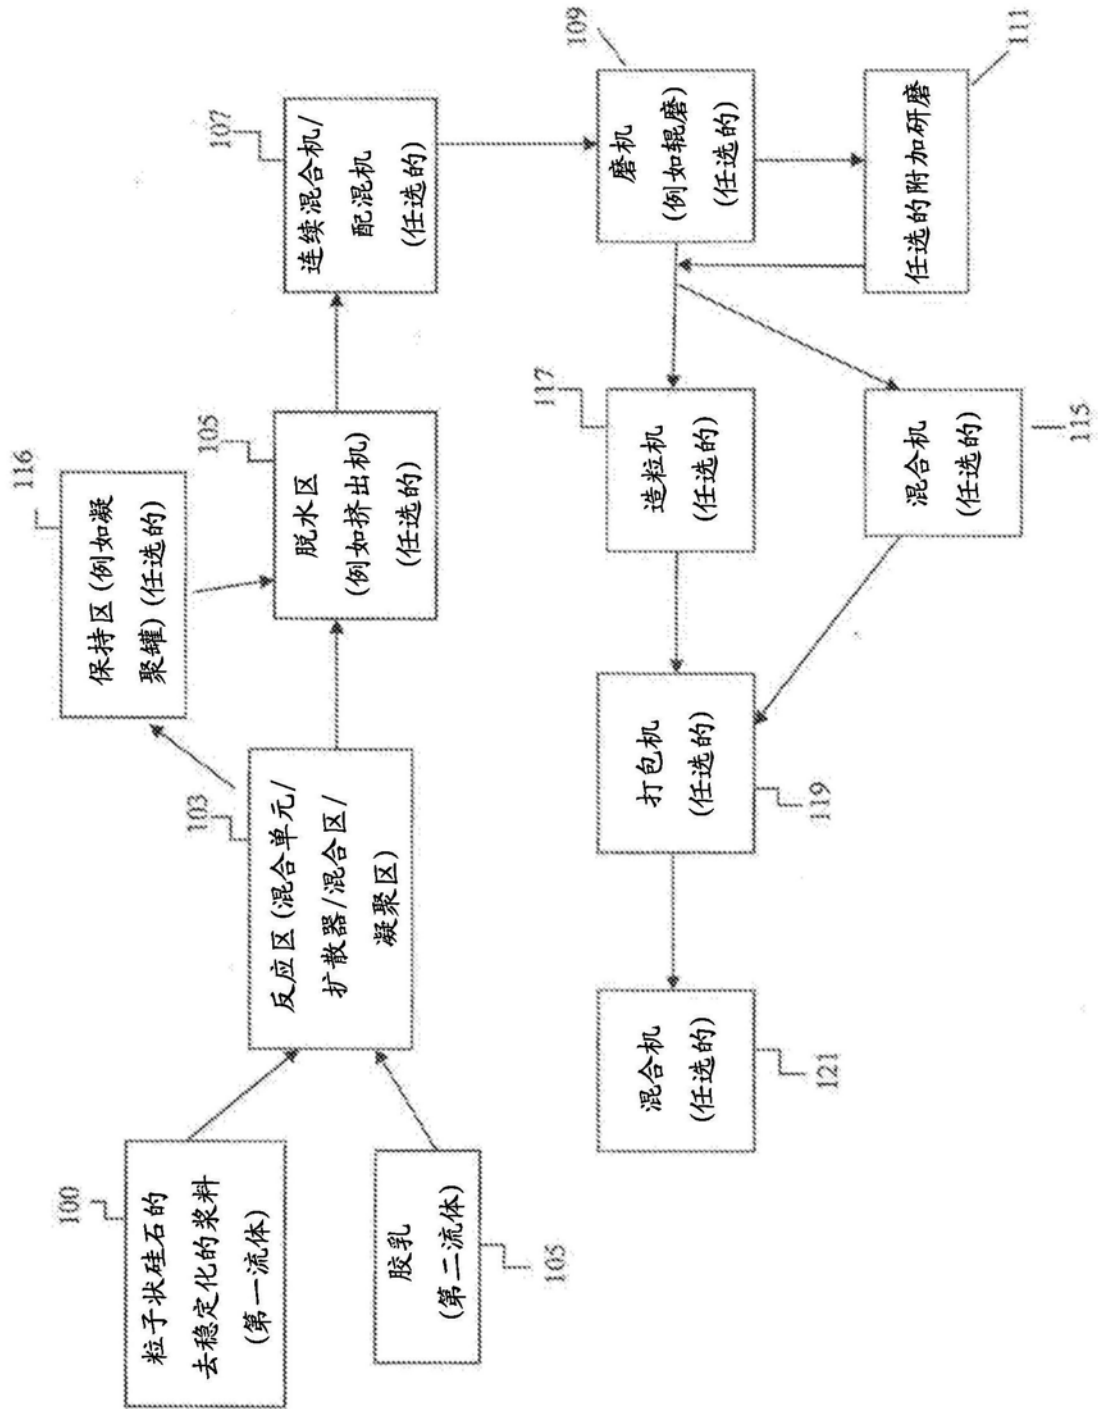 100
粒子状硅石的
去稳定化的浆料
(第一流体)
胶乳
(第二流体)
105
103
反应区(混合单元/
扩散器/混合区/
凝聚区)
116
保持区(例如凝
聚罐)(任选的)
105
脱水区
(例如挤出机)
(任选的)
107
连续混合机/
配混机
(任选的)
109
磨机
(例如辊磨)
(任选的)
111
任选的附加研磨
117
造粒机
(任选的)
混合机
(任选的)
115
打包机
(任选的)
119
混合机
(任选的)
121